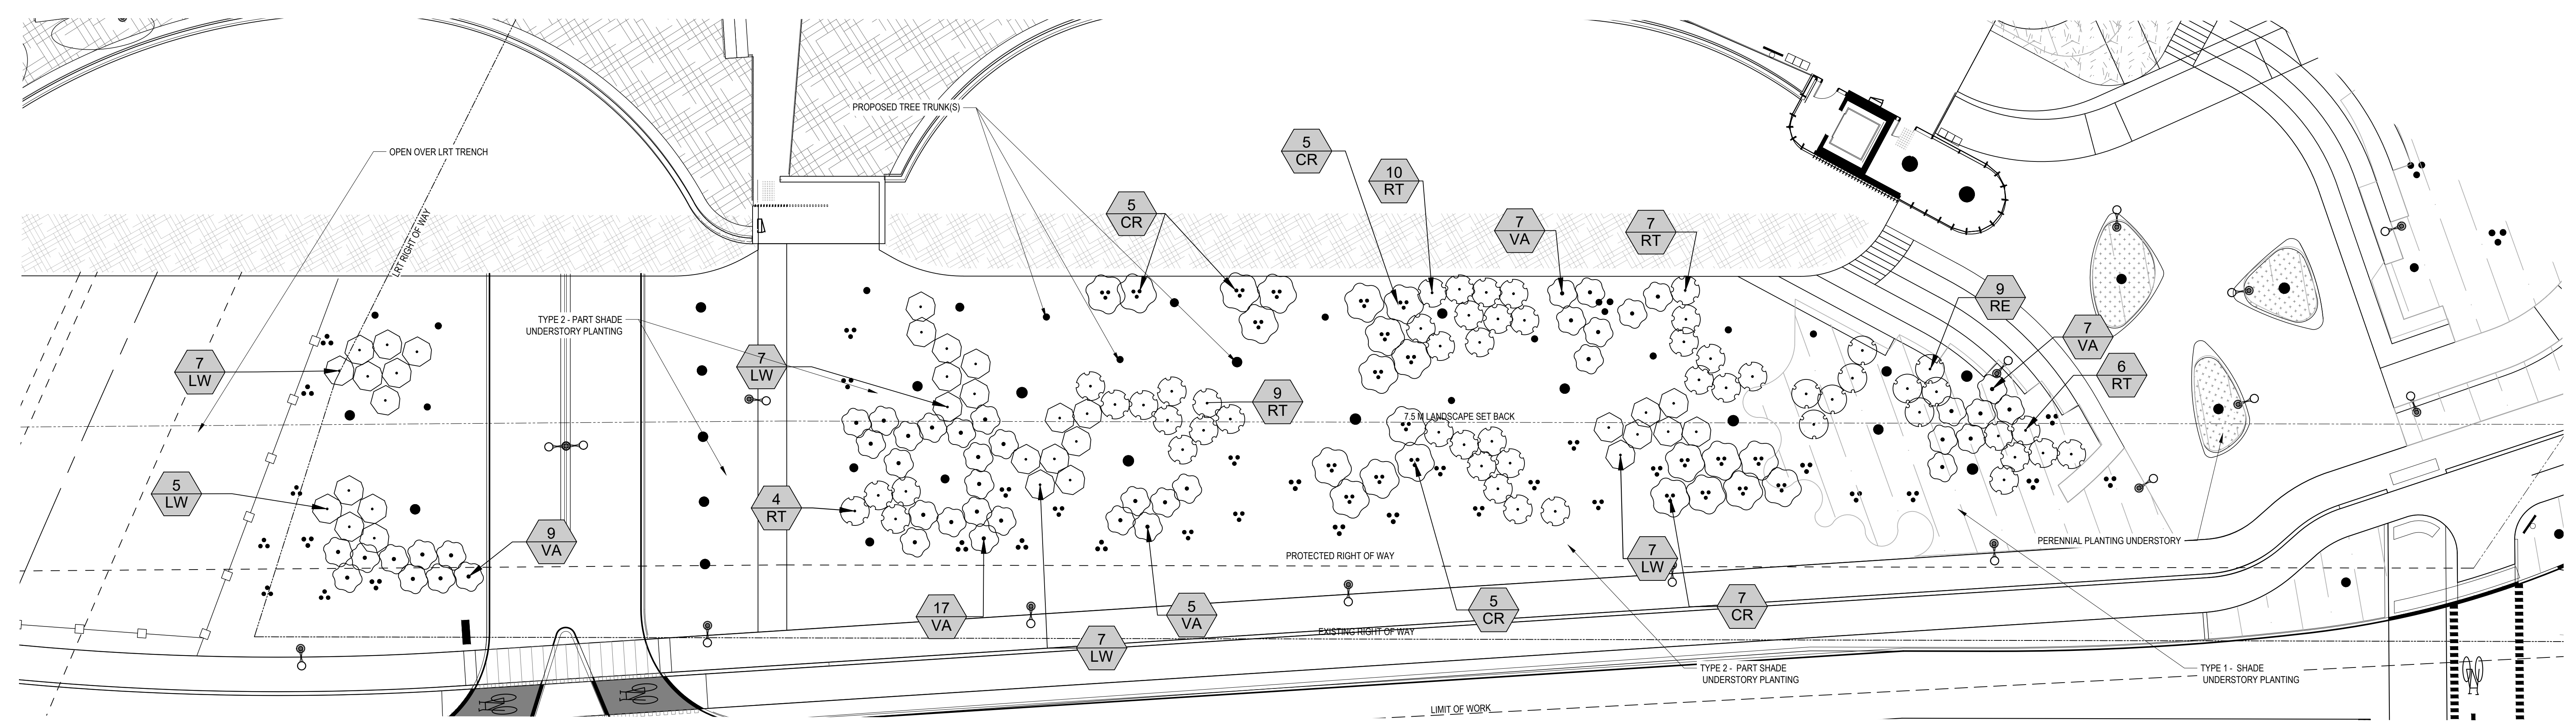 PROPOSED TREE TRUNK(S)
OPEN OVER LRT TRENCH
LRT RIGHT OF WAY
5
CR
10
RT
5
CR
7
VA
7
RT
9
RE
7
VA
6
RT
TYPE 2 - PART SHADE
UNDERSTORY PLANTING
7
LW
7
LW
9
RT
7.5 M LANDSCAPE SET BACK
5
LW
4
RT
9
VA
PROTECTED RIGHT OF WAY
7
LW
PERENNIAL PLANTING UNDERSTORY
17
VA
5
VA
5
CR
7
CR
EXISTING RIGHT OF WAY
7
LW
TYPE 2 - PART SHADE
UNDERSTORY PLANTING
TYPE 1 - SHADE
UNDERSTORY PLANTING
LIMIT OF WORK